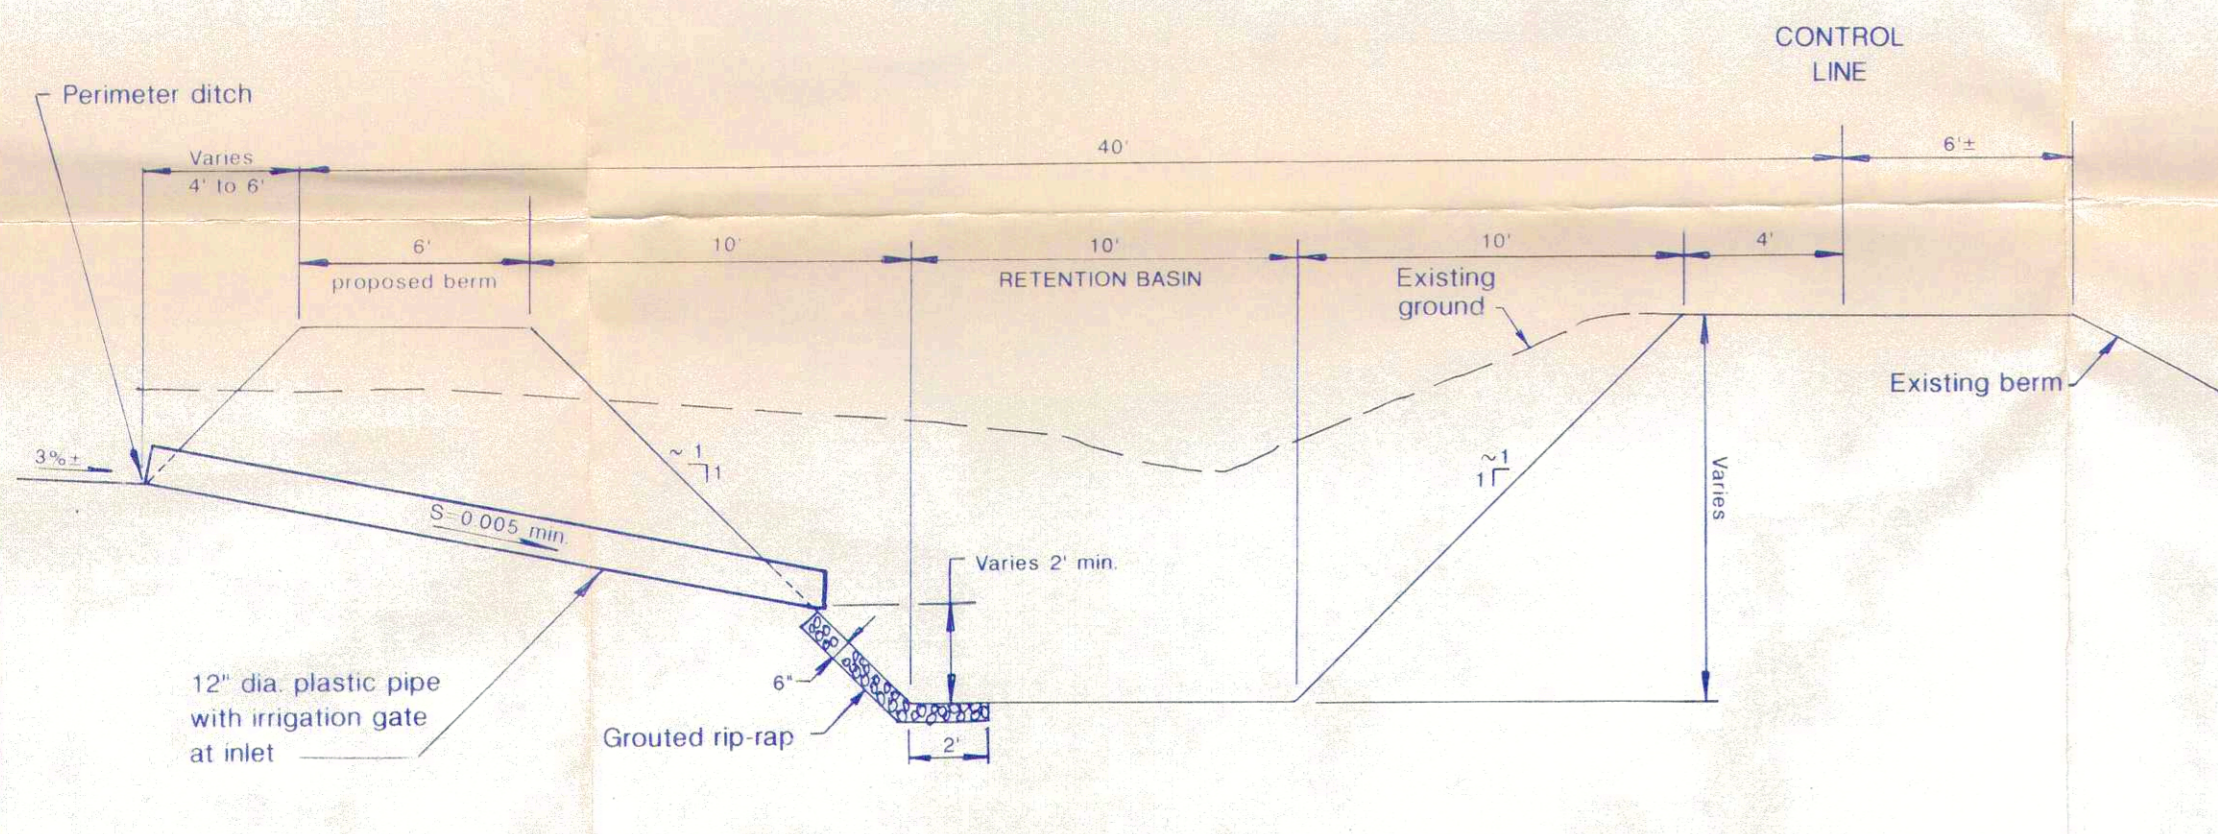 CONTROL
LINE
Perimeter ditch
Varies
4' to 6'
40'
6'±
6'
proposed berm
10'
10'
RETENTION BASIN
10'
4'
Existing
ground
Existing berm
3%±
~ 1
1
~1
1
Varies
S=0.005 min.
Varies 2' min.
12" dia. plastic pipe
with irrigation gate
at inlet
6"
Grouted rip-rap
2'